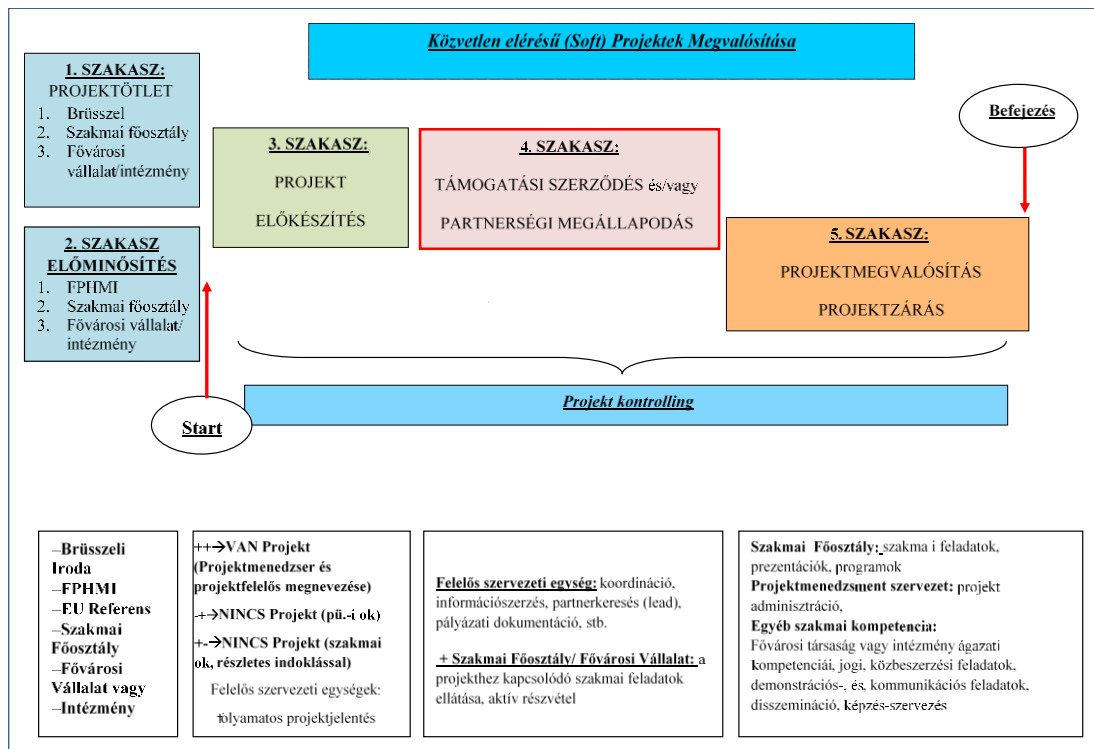 Közvetlen elérésű (Soft) Projektek Megvalósítása
1. SZAKASZ:
PROJEKTÖTLET
1. Brüsszel
2. Szakmai főosztály
3. Fővárosi
vállalat/intézmény
Befejezés
3. SZAKASZ:
PROJEKT
ELŐKÉSZÍTÉS
4. SZAKASZ:
TÁMOGATÁSI SZERZŐDÉS és/vagy
PARTNERSÉGI MEGÁLLAPODÁS
2. SZAKASZ
ELŐMINŐSÍTÉS
1. FPHMI
2. Szakmai főosztály
3. Fővárosi vállalat/
intézmény
5. SZAKASZ:
PROJEKTMEGVALÓSÍTÁS
PROJEKTZÁRÁS
Projekt kontrolling
Start
–Brüsszeli
Iroda
–FPHMI
–EU Referens
–Szakmai
Főosztály
–Fővárosi
Vállalat vagy
–Intézmény
++→VAN Projekt
(Projektmenedzser és
projektfelelős megnevezése)
-+→NINCS Projekt (pü.-i ok)
+-→NINCS Projekt (szakmai
ok, részletes indoklással)
Felelős szervezeti egységek:
folyamatos projektjelentés
Felelős szervezeti egység: koordináció,
információszerzés, partnerkeresés (lead),
pályázati dokumentáció, stb.
+ Szakmai Főosztály/ Fővárosi Vállalat: a
projekthez kapcsolódó szakmai feladatok
ellátása, aktív részvétel
Szakmai Főosztály: szakma i feladatok,
prezentációk, programok
Projektmenedzsment szervezet: projekt
adminisztráció,
Egyéb szakmai kompetencia:
Fővárosi társaság vagy intézmény ágazati
kompetenciái, jogi, közbeszerzési feladatok,
demonstrációs-, és, kommunikációs feladatok,
disszemináció, képzés-szervezés